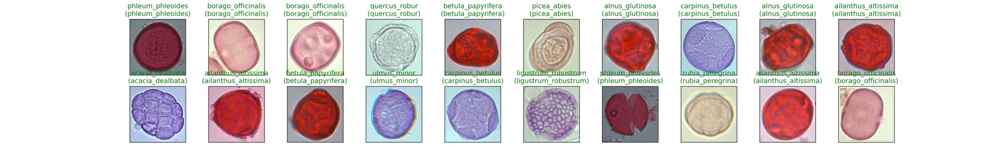 phleum_phleoides borago_officinalis borago_officinalis quercus_robur betula_papyrifera picea_abies alnus_glutinosa carpinus_betulus alnus_glutinosa ailanthus_altissima
(phleum_phleoides) (borago_officinalis) (borago_officinalis) (quercus_robur) (betula_papyrifera) (picea_abies) (alnus_glutinosa) (carpinus_betulus) (alnus_glutinosa) (ailanthus_altissima)
acacia_dealbata ailanthus_altissima betula_papyrifera ulmus_minor carpinus_betulus ligustrum_robustrum phleum_phleoides rubia_peregrina ailanthus_altissima borago_officinalis
(acacia_dealbata) (ailanthus_altissima) (betula_papyrifera) (ulmus_minor) (carpinus_betulus) (ligustrum_robustrum) (phleum_phleoides) (rubia_peregrina) (ailanthus_altissima) (borago_officinalis)